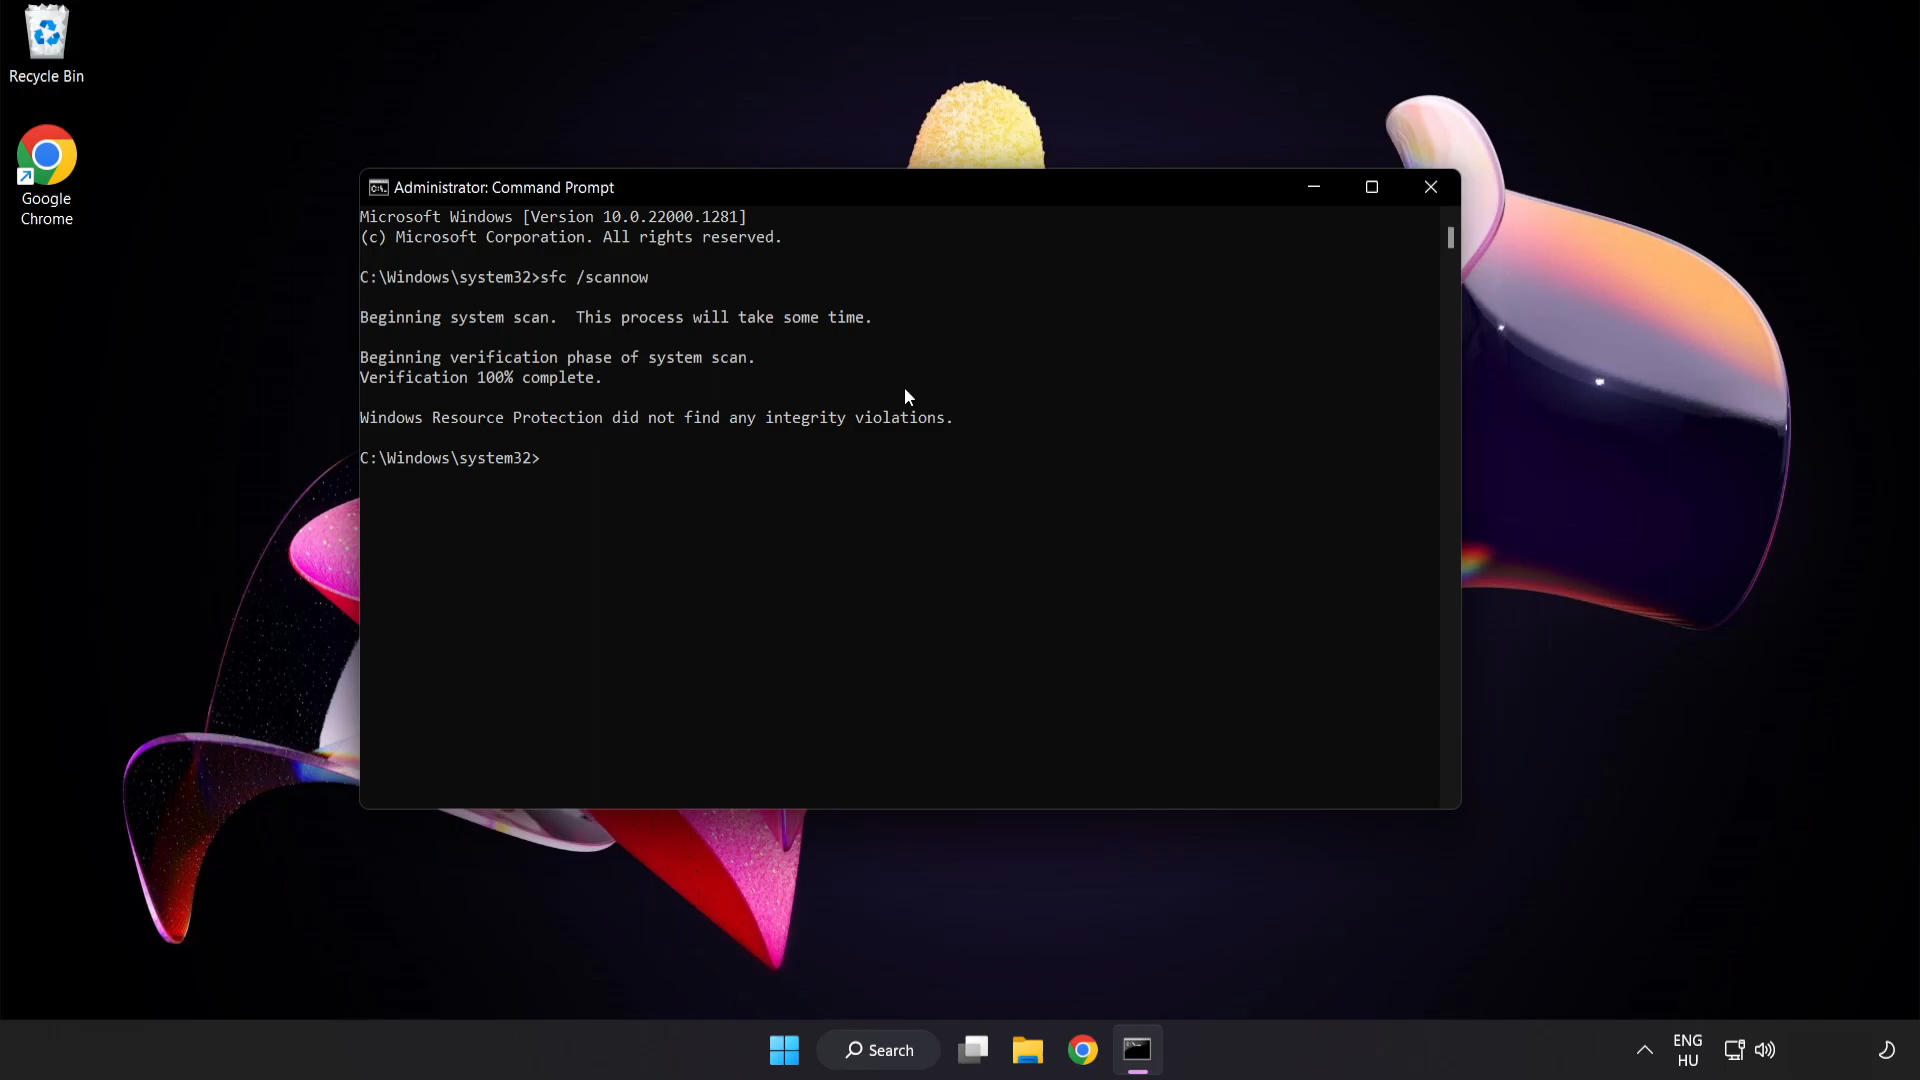 Recycle Bin
Google
Chrome
Administrator: Command Prompt
Microsoft Windows [Version 10.0.22000.1281]
(c) Microsoft Corporation. All rights reserved.
C:\Windows\system32>sfc /scannow
Beginning system scan.  This process will take some time.
Beginning verification phase of system scan.
Verification 100% complete.
Windows Resource Protection did not find any integrity violations.
C:\Windows\system32>
Search
ENG
HU